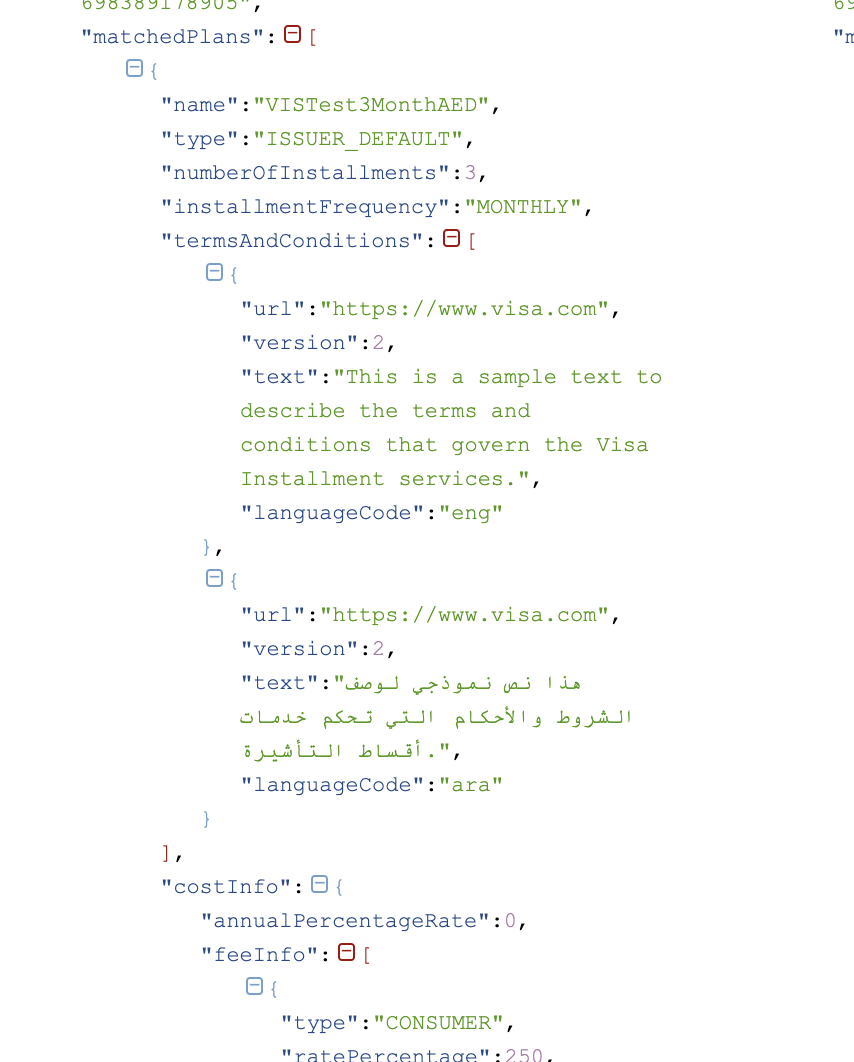 698389178905",
"matchedPlans": [
{
"name":"VISTest3MonthAED",
"type":"ISSUER_DEFAULT",
"numberOfInstallments":3,
"installmentFrequency":"MONTHLY",
"termsAndConditions": [
{
"url":"https://www.visa.com",
"version":2,
"text":"This is a sample text to
describe the terms and
conditions that govern the Visa
Installment services.",
"languageCode":"eng"
},
{
"url":"https://www.visa.com",
"version":2,
"text":"هذا نص نموذجي لوصف
الشروط والأحكام التي تحكم خدمات
أقساط التأشيرة.",
"languageCode":"ara"
}
],
"costInfo": {
"annualPercentageRate":0,
"feeInfo": [
{
"type":"CONSUMER",
"ratePercentage":250,